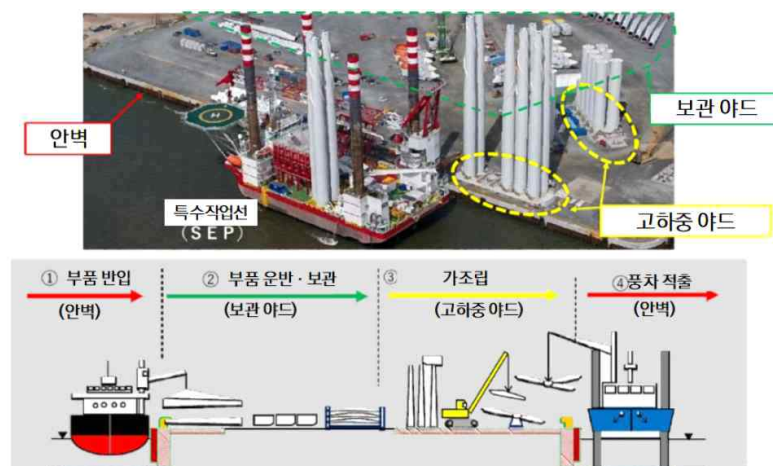 안벽
보관 야드
특수작업선
(SEP)
고하중 야드
① 부품 반입
(안벽)
② 부품 운반 · 보관
(보관 야드)
③ 가조립
(고하중 야드)
④풍차 적출
(안벽)
H